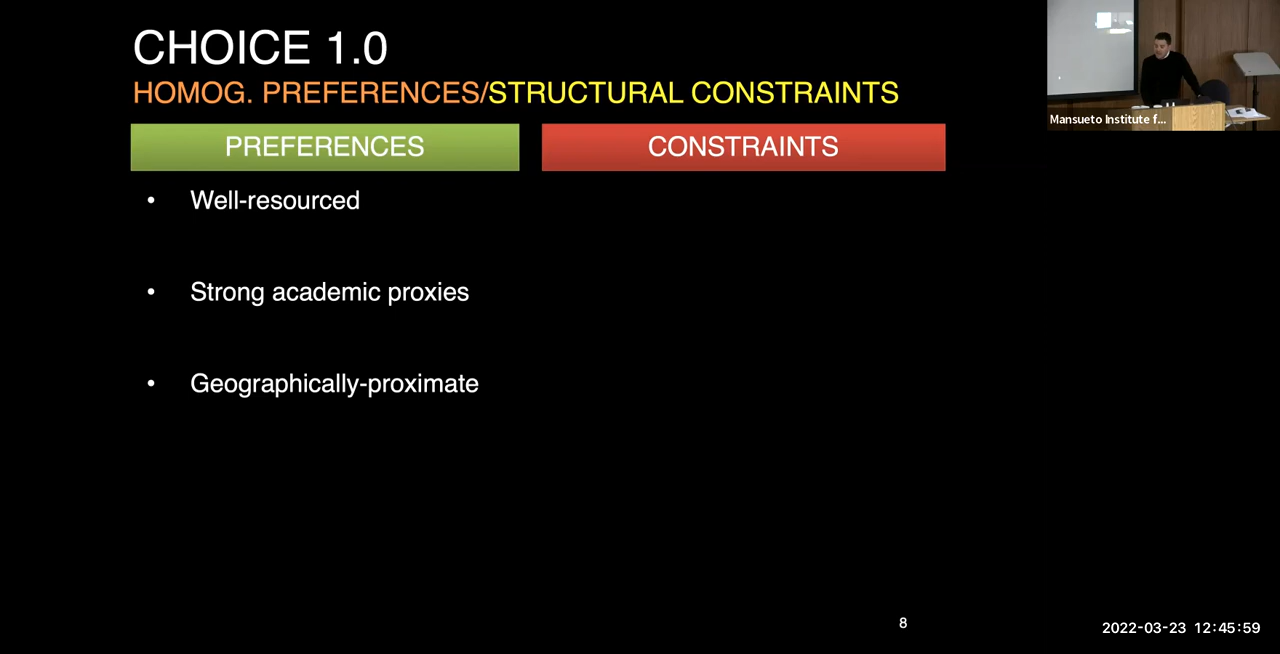 CHOICE 1.0
HOMOG. PREFERENCES/STRUCTURAL CONSTRAINTS
PREFERENCES
CONSTRAINTS
• Well-resourced
• Strong academic proxies
• Geographically-proximate
Mansueto Institute f...
8
2022-03-23 12:45:59